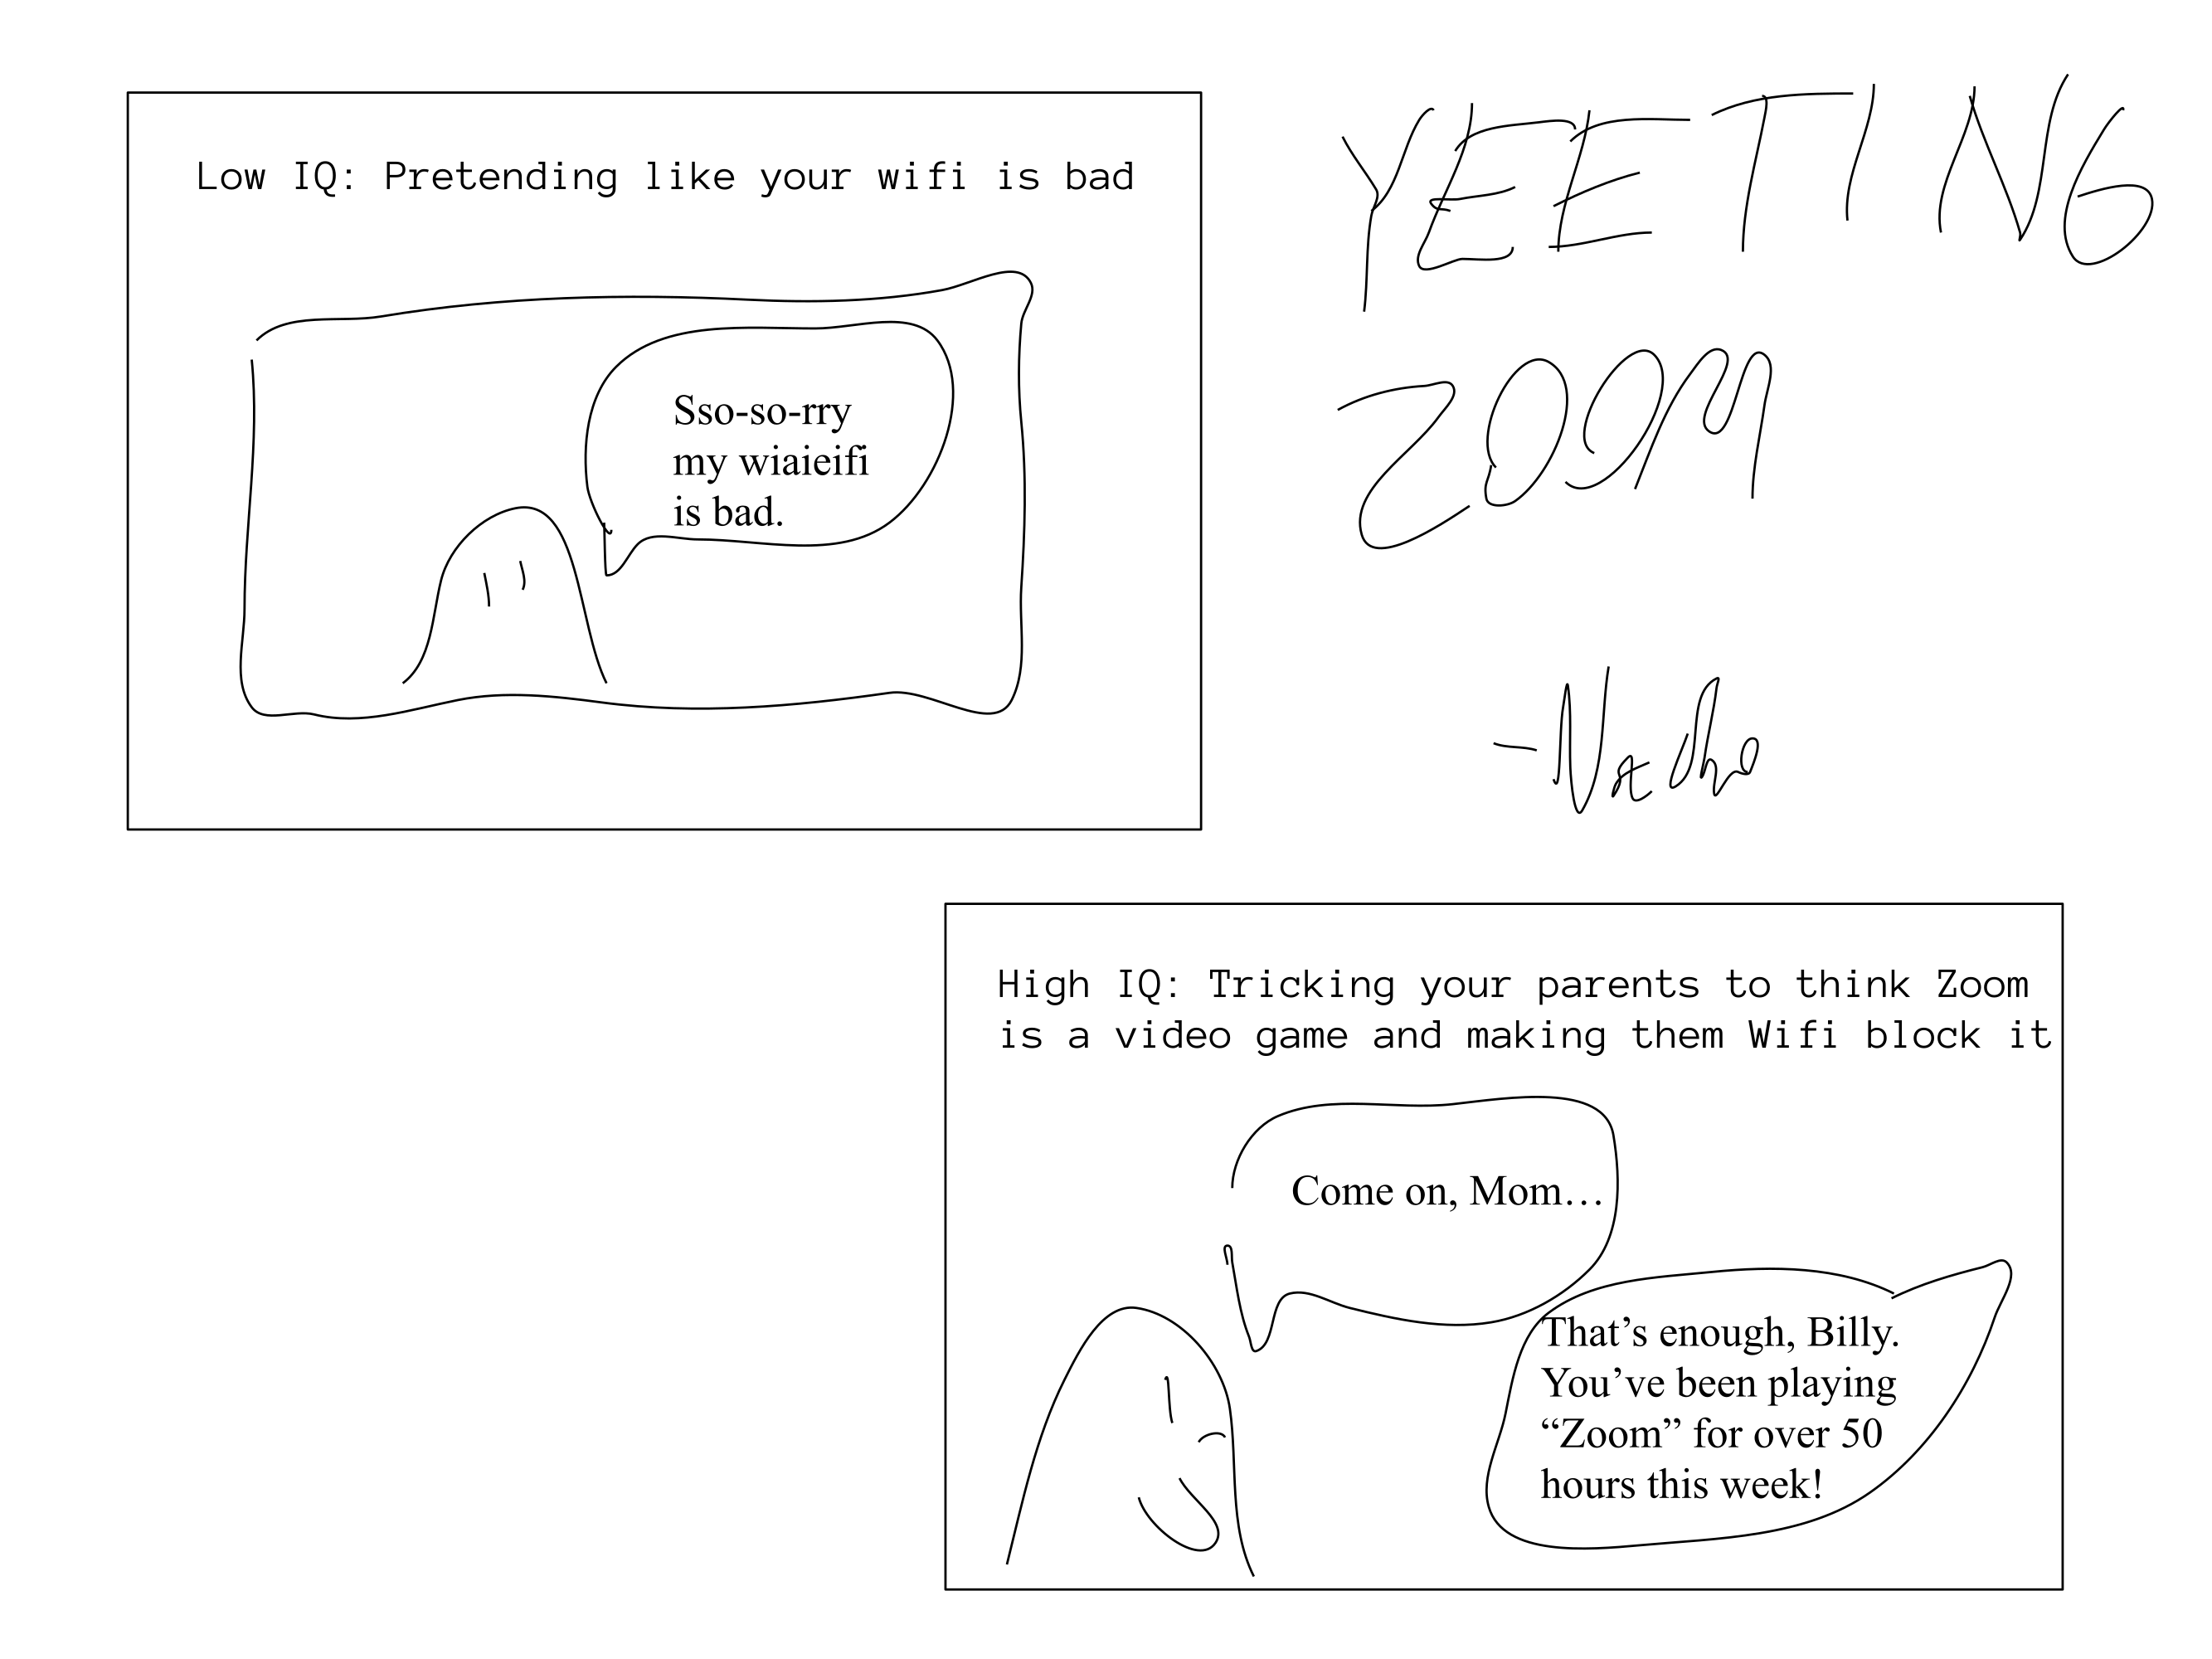 Low IQ: Pretending like your wifi is bad
Sso-so-rry
my wiaieifi
is bad.
YEETING
ZOOM
High IQ: Tricking your parents to think Zoom
is a video game and making them Wifi block it
Come on, Mom…
That’s enough, Billy.
You’ve been playing
“Zoom” for over 50
hours this week!